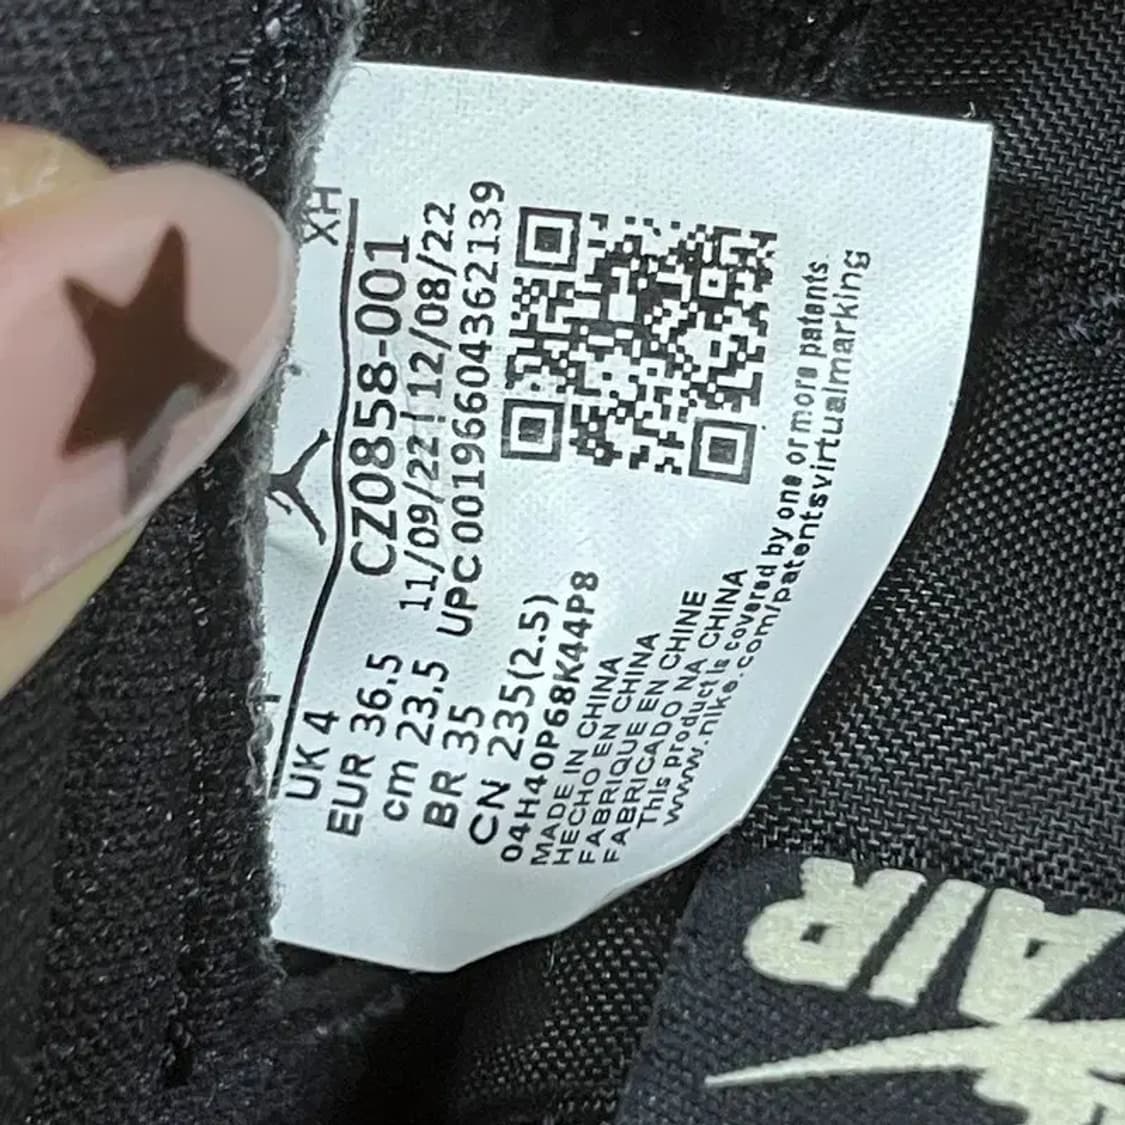 XH
CZ0858-001
11/09/22 12/08/22
UPC 00196604362139
UK 4
EUR 36.5
cm 23.5
BR 35
CN 235(2.5)
04H40P68K44P8
MADE IN CHINA
HECHO EN CHINA
FABRIQUE EN CHINA
FABRICADO EN CHINE
This product is covered by one or more patents
www.nike.com/patentsvirtualmarking
AIR